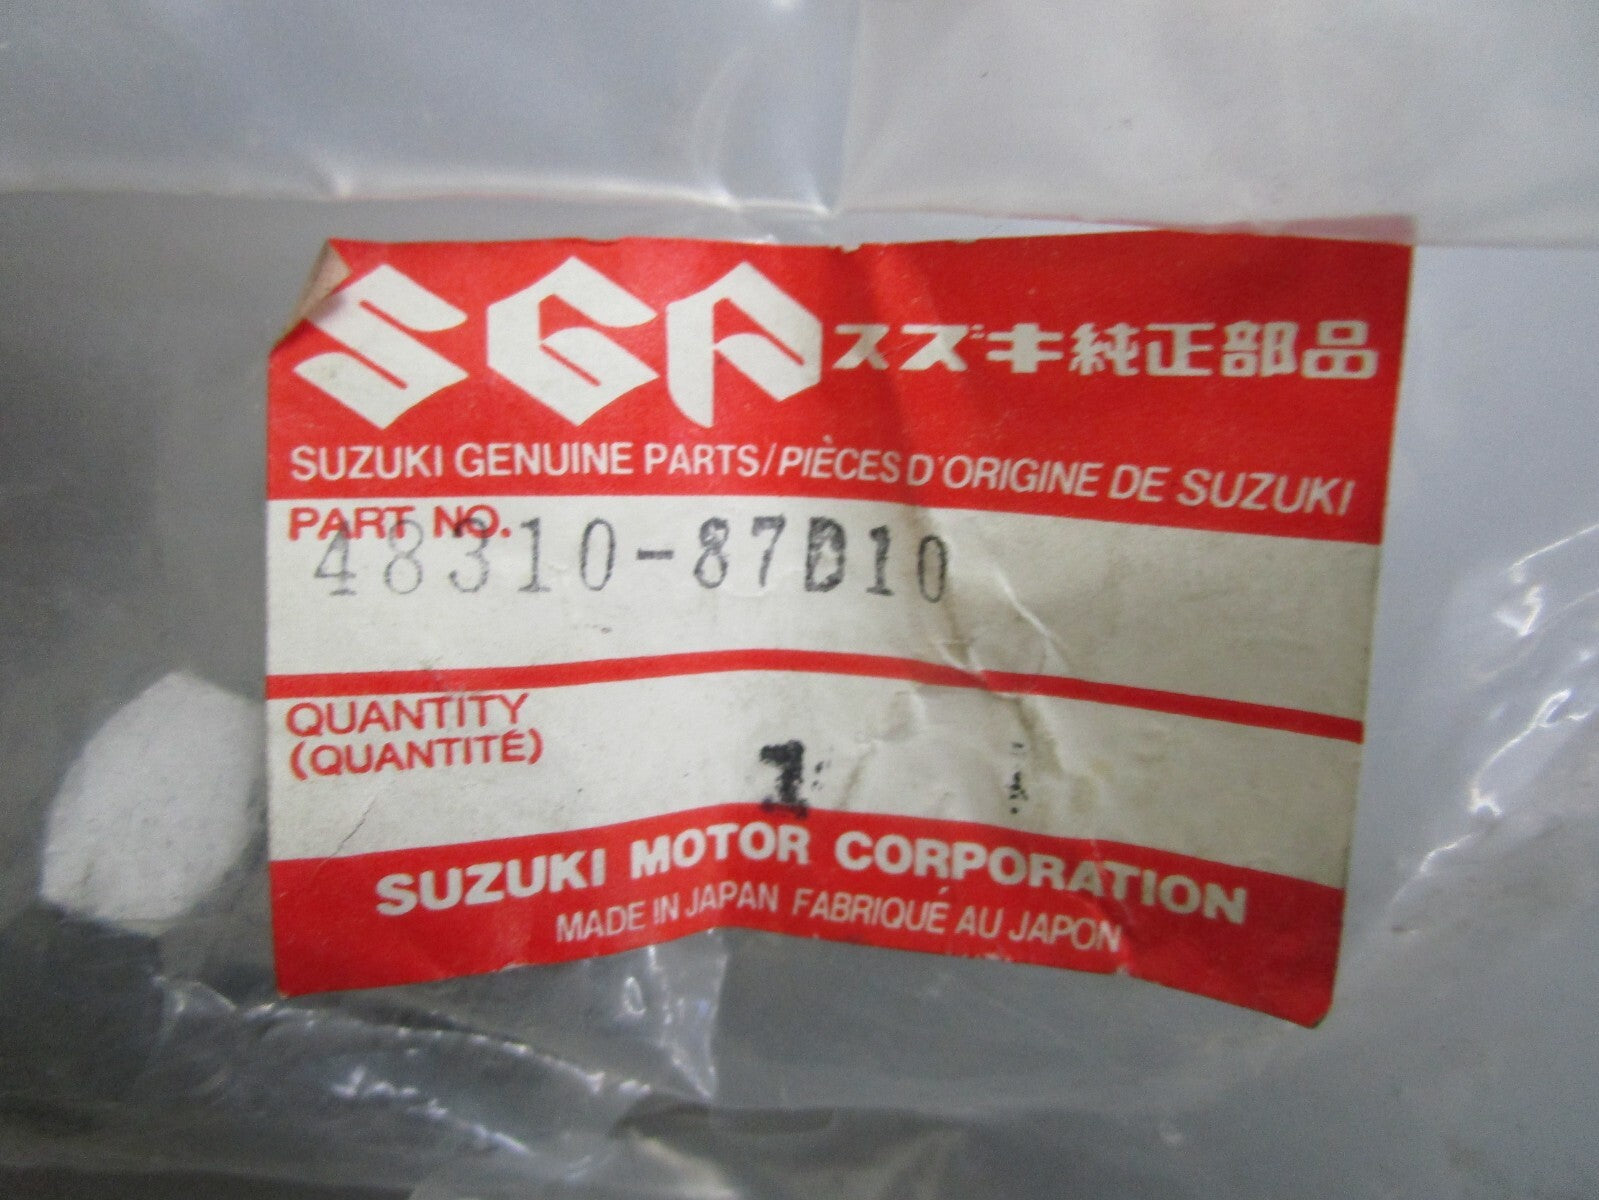 SGP スズキ純正部品
SUZUKI GENUINE PARTS/PIÈCES D'ORIGINE DE SUZUKI
PART NO.
48310-87D10
QUANTITY
(QUANTITÉ)
1
SUZUKI MOTOR CORPORATION
MADE IN JAPAN FABRIQUÉ AU JAPON